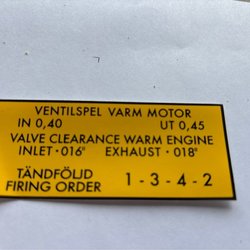 VENTILSPEL VARM MOTOR
IN 0,40 UT 0,45
VALVE CLEARANCE WARM ENGINE
INLET · 016" EXHAUST · 018"
TÄNDFÖLJD
FIRING ORDER 1 - 3 - 4 - 2